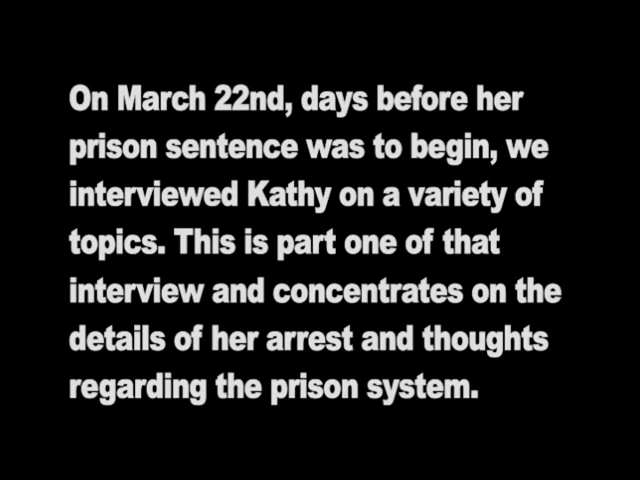 On March 22nd, days before her
prison sentence was to begin, we
interviewed Kathy on a variety of
topics. This is part one of that
interview and concentrates on the
details of her arrest and thoughts
regarding the prison system.